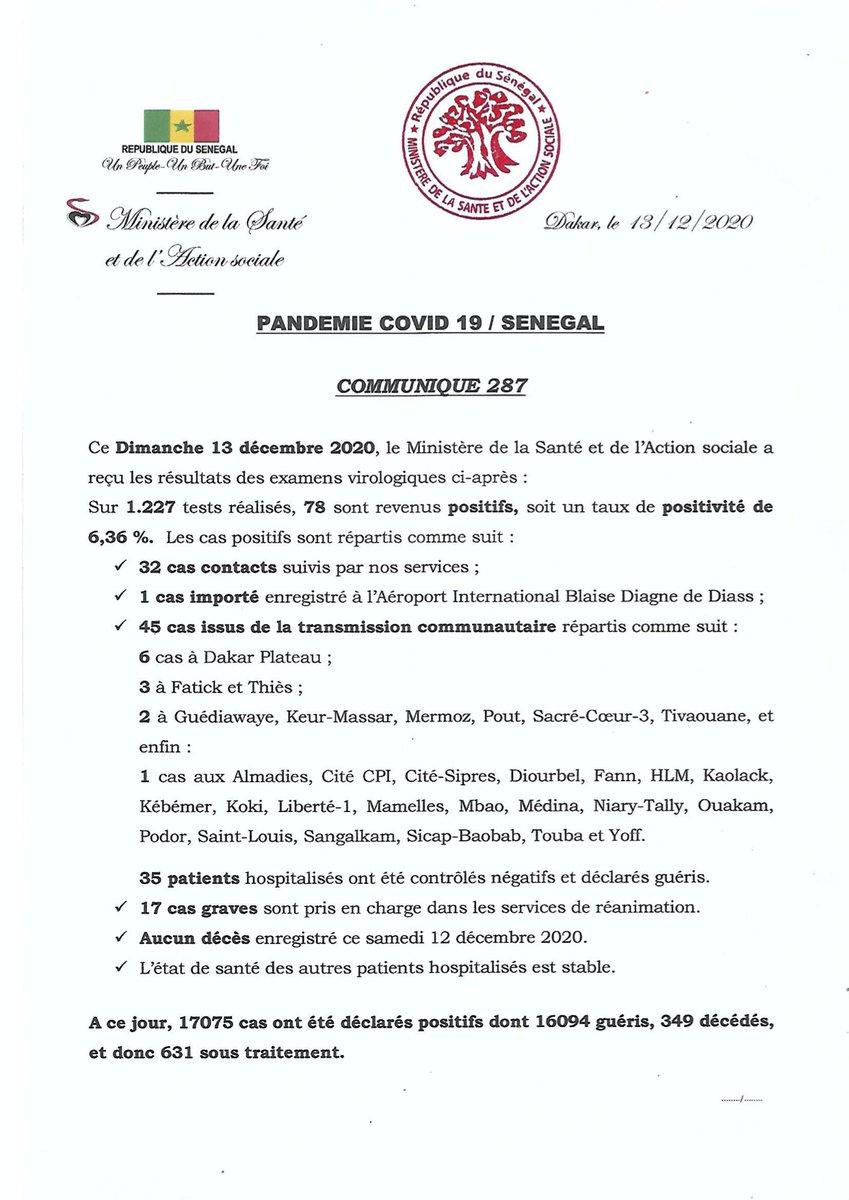 REPUBLIQUE DU SENEGAL
Un Peuple-Un But-Une Foi
Ministère de la Santé
et de l'Action sociale
★ République du Sénégal ★
MINISTÈRE DE LA SANTE ET DE L'ACTION SOCIALE
Dakar, le 13/12/2020
PANDEMIE COVID 19 / SENEGAL
COMMUNIQUE 287
Ce Dimanche 13 décembre 2020, le Ministère de la Santé et de l'Action sociale a
reçu les résultats des examens virologiques ci-après :
Sur 1.227 tests réalisés, 78 sont revenus positifs, soit un taux de positivité de
6,36 %. Les cas positifs sont répartis comme suit :
✓ 32 cas contacts suivis par nos services ;
✓ 1 cas importé enregistré à l'Aéroport International Blaise Diagne de Diass ;
✓ 45 cas issus de la transmission communautaire répartis comme suit :
6 cas à Dakar Plateau ;
3 à Fatick et Thiès ;
2 à Guédiawaye, Keur-Massar, Mermoz, Pout, Sacré-Cœur-3, Tivaouane, et
enfin :
1 cas aux Almadies, Cité CPI, Cité-Sipres, Diourbel, Fann, HLM, Kaolack,
Kébémer, Koki, Liberté-1, Mamelles, Mbao, Médina, Niary-Tally, Ouakam,
Podor, Saint-Louis, Sangalkam, Sicap-Baobab, Touba et Yoff.
35 patients hospitalisés ont été contrôlés négatifs et déclarés guéris.
✓ 17 cas graves sont pris en charge dans les services de réanimation.
✓ Aucun décès enregistré ce samedi 12 décembre 2020.
✓ L'état de santé des autres patients hospitalisés est stable.
A ce jour, 17075 cas ont été déclarés positifs dont 16094 guéris, 349 décédés,
et donc 631 sous traitement.
......../........